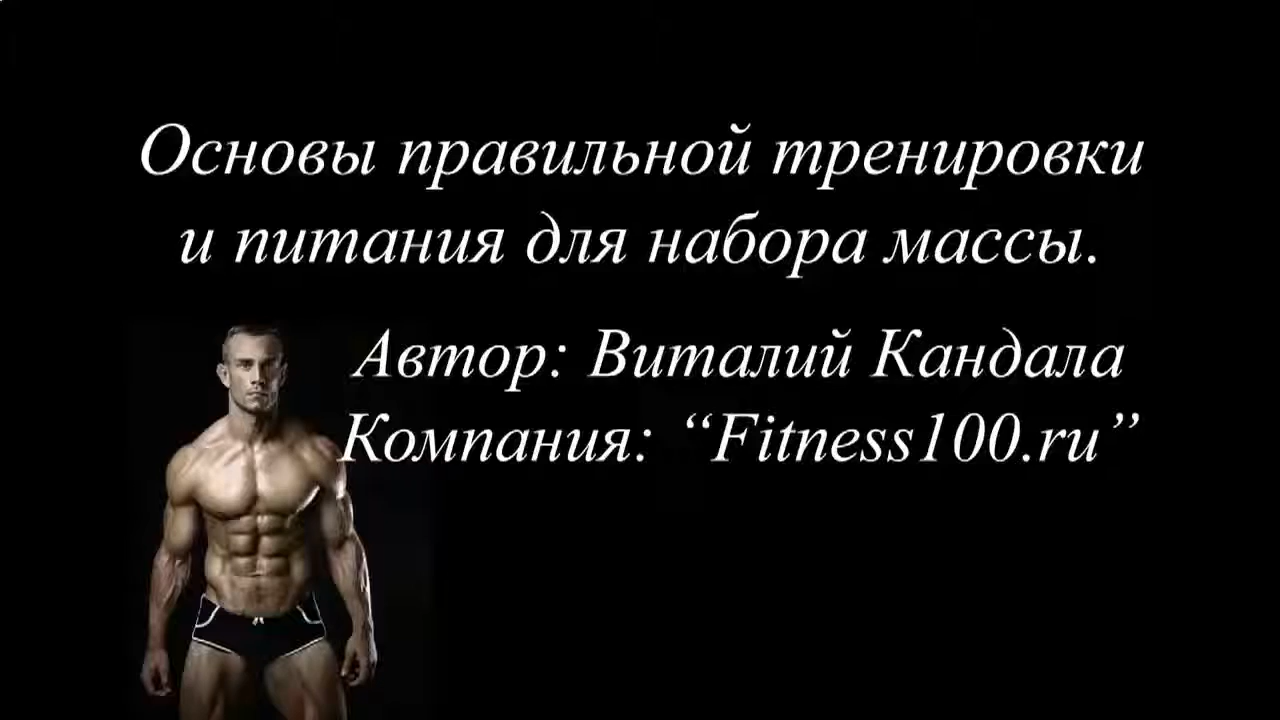 Основы правильной тренировки
и питания для набора массы.
Автор: Виталий Кандала
Компания: “Fitness100.ru”